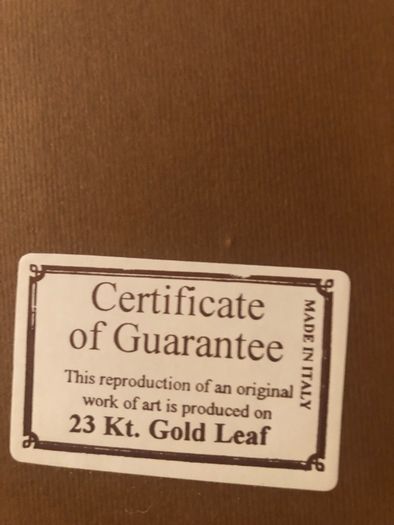 Certificate
of Guarantee
This reproduction of an original
work of art is produced on
23 Kt. Gold Leaf
MADE IN ITALY